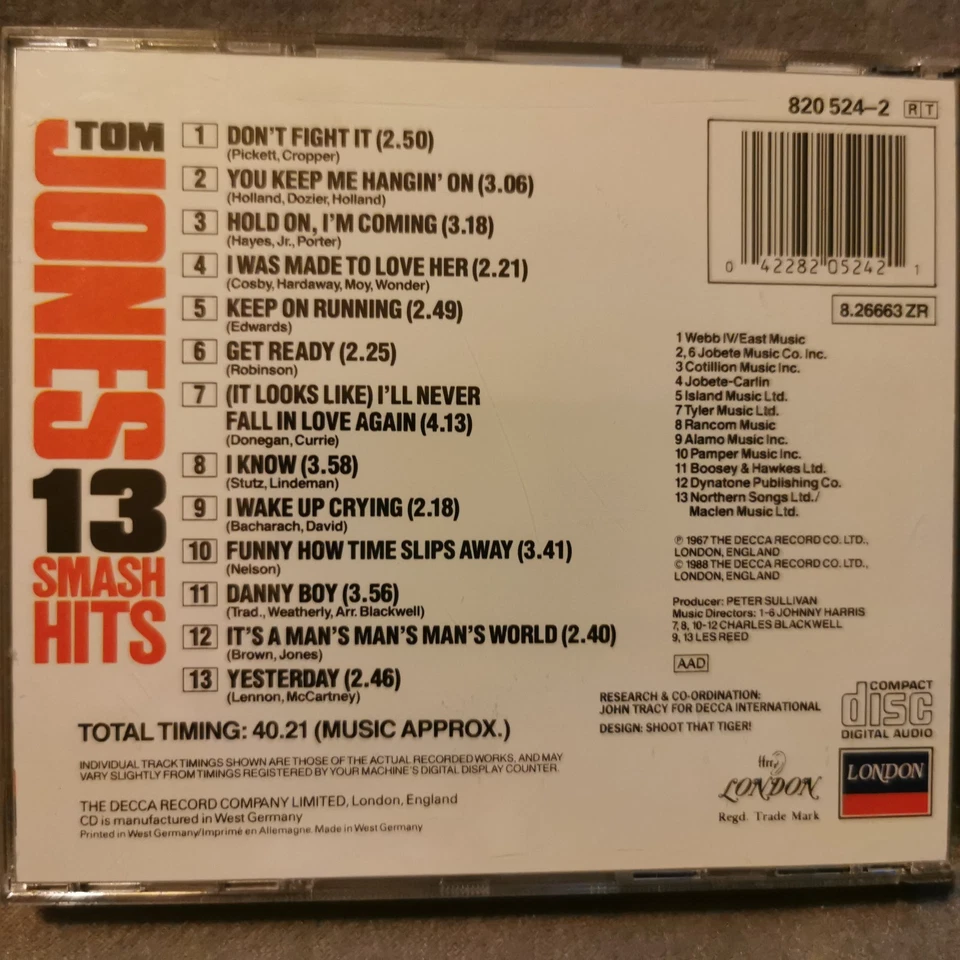 TOM
JONES
13
SMASH
HITS
1 DON'T FIGHT IT (2.50)
(Pickett, Cropper)
2 YOU KEEP ME HANGIN' ON (3.06)
(Holland, Dozier, Holland)
3 HOLD ON, I'M COMING (3.18)
(Hayes, Jr., Porter)
4 I WAS MADE TO LOVE HER (2.21)
(Cosby, Hardaway, Moy, Wonder)
5 KEEP ON RUNNING (2.49)
(Edwards)
6 GET READY (2.25)
(Robinson)
7 (IT LOOKS LIKE) I'LL NEVER
FALL IN LOVE AGAIN (4.13)
(Donegan, Currie)
8 I KNOW (3.58)
(Stutz, Lindeman)
9 I WAKE UP CRYING (2.18)
(Bacharach, David)
10 FUNNY HOW TIME SLIPS AWAY (3.41)
(Nelson)
11 DANNY BOY (3.56)
(Trad., Weatherly, Arr. Blackwell)
12 IT'S A MAN'S MAN'S MAN'S WORLD (2.40)
(Brown, Jones)
13 YESTERDAY (2.46)
(Lennon, McCartney)
TOTAL TIMING: 40.21 (MUSIC APPROX.)
INDIVIDUAL TRACK TIMINGS SHOWN ARE THOSE OF THE ACTUAL RECORDED WORKS, AND MAY
VARY SLIGHTLY FROM TIMINGS REGISTERED BY YOUR MACHINE'S DIGITAL DISPLAY COUNTER.
THE DECCA RECORD COMPANY LIMITED, London, England
CD is manufactured in West Germany
Printed in West Germany/Imprimé en Allemagne. Made in West Germany
820 524-2 RT
0 42282 05242 1
8.26663 ZR
1 Webb IV/East Music
2, 6 Jobete Music Co. Inc.
3 Cotillion Music Inc.
4 Jobete-Carlin
5 Island Music Ltd.
7 Tyler Music Ltd.
8 Rancom Music
9 Alamo Music Inc.
10 Pamper Music Inc.
11 Boosey & Hawkes Ltd.
12 Dynatone Publishing Co.
13 Northern Songs Ltd./
Maclen Music Ltd.
℗ 1967 THE DECCA RECORD CO. LTD.,
LONDON, ENGLAND
© 1988 THE DECCA RECORD CO. LTD.,
LONDON, ENGLAND
Producer: PETER SULLIVAN
Music Directors: 1-6 JOHNNY HARRIS
7, 8, 10-12 CHARLES BLACKWELL
9, 13 LES REED
AAD
RESEARCH & CO-ORDINATION:
JOHN TRACY FOR DECCA INTERNATIONAL
DESIGN: SHOOT THAT TIGER!
COMPACT
disc
DIGITAL AUDIO
ffrr
LONDON
Regd. Trade Mark
LONDON